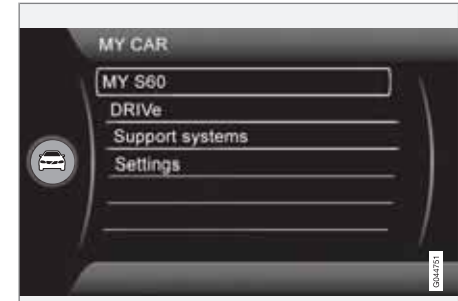 MY CAR
MY S60
DRIVe
Support systems
Settings
G044751